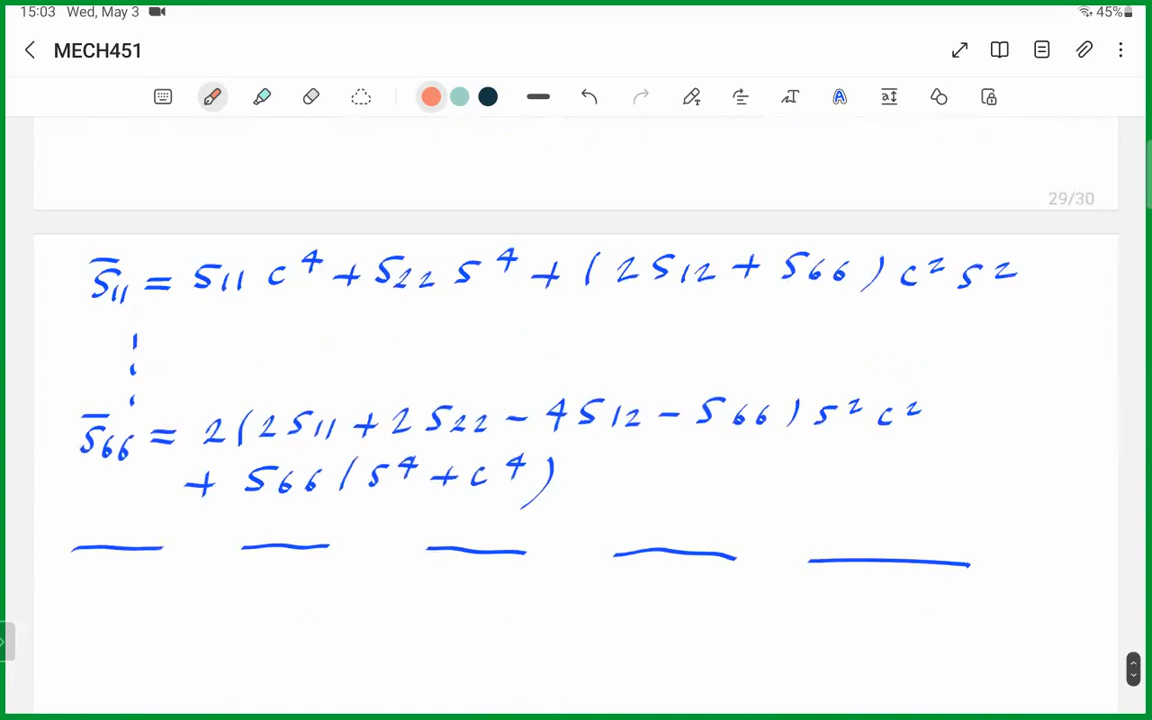 15:03 Wed, May 3 45%
MECH451
29/30
S̅₁₁ = S₁₁ c⁴ + S₂₂ s⁴ + (2S₁₂ + S₆₆) c² s²
S̅₆₆ = 2(2S₁₁ + 2S₂₂ - 4S₁₂ - S₆₆) s² c²
+ S₆₆ (s⁴ + c⁴)